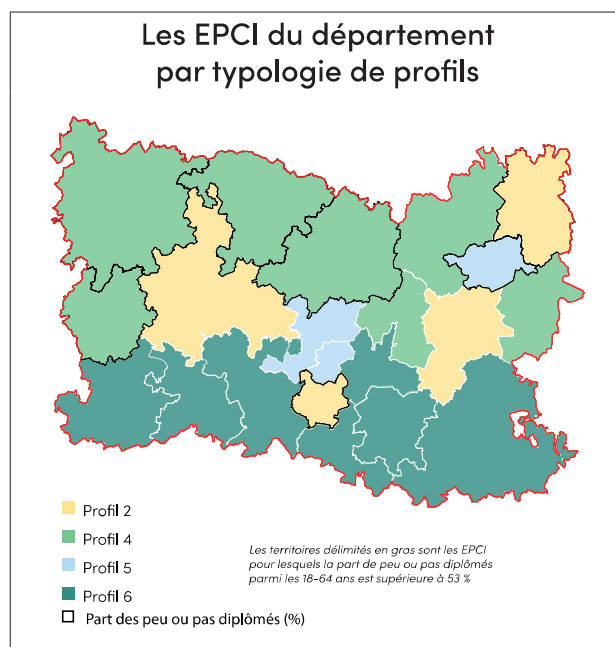 Les EPCI du département
par typologie de profils
Profil 2
Profil 4
Profil 5
Profil 6
Part des peu ou pas diplômés (%)
Les territoires délimités en gras sont les EPCI
pour lesquels la part de peu ou pas diplômés
parmi les 18-64 ans est supérieure à 53 %